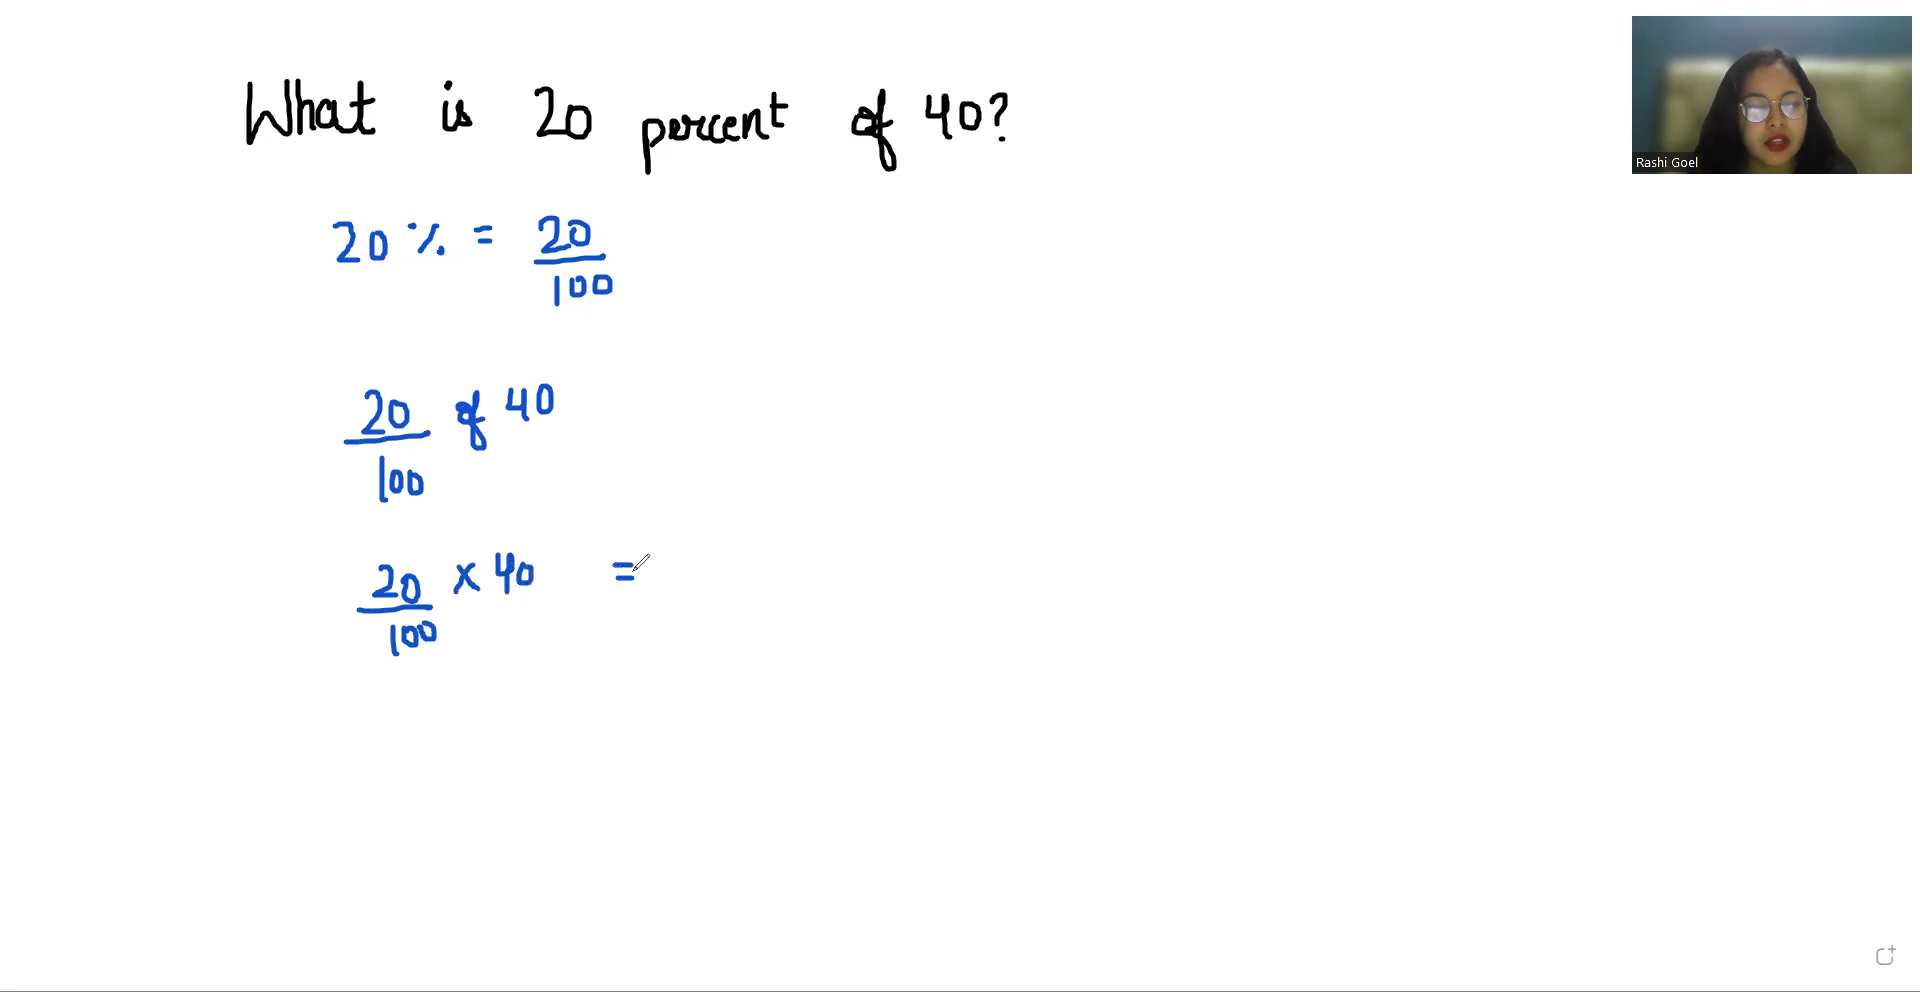 What is 20 percent of 40?
Rashi Goel
20 % = 20
100
20 of 40
100
20 x 40 =
100